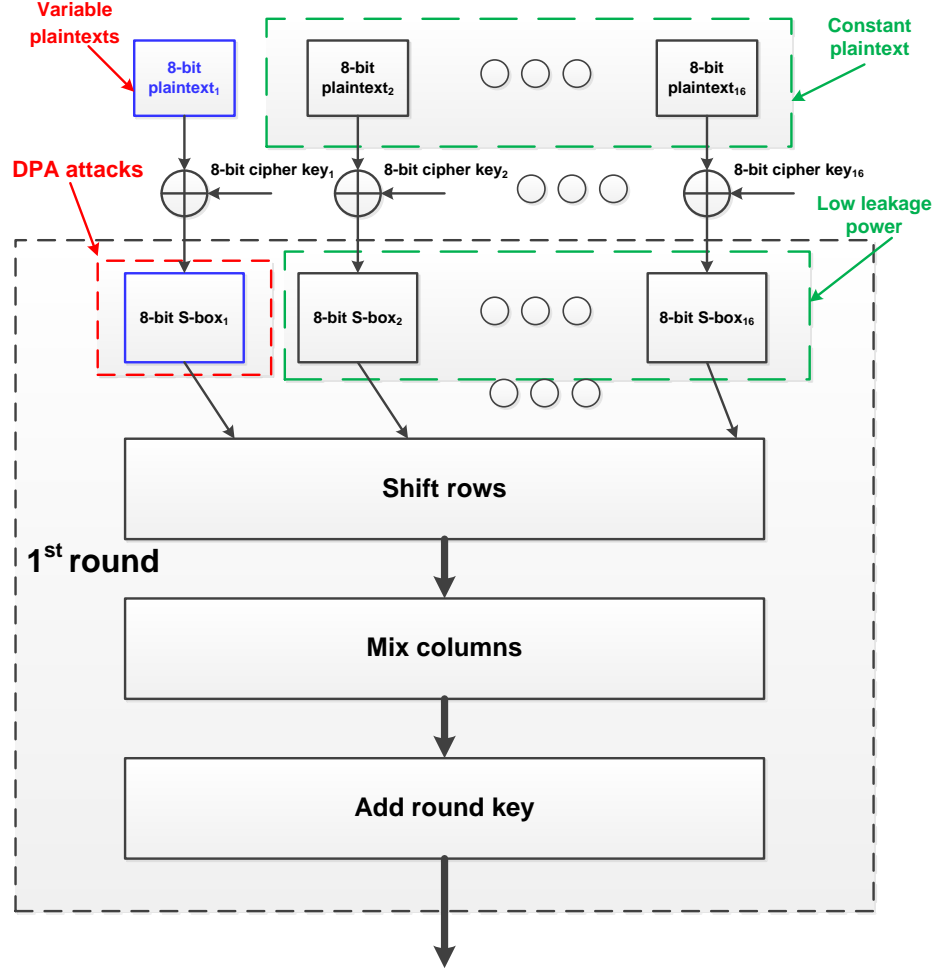 Variable
plaintexts
8-bit
plaintext₁
8-bit
plaintext₂
8-bit
plaintext₁₆
Constant
plaintext
DPA attacks
8-bit cipher key₁
8-bit cipher key₂
8-bit cipher key₁₆
Low leakage
power
8-bit S-box₁
8-bit S-box₂
8-bit S-box₁₆
Shift rows
1ˢᵗ round
Mix columns
Add round key